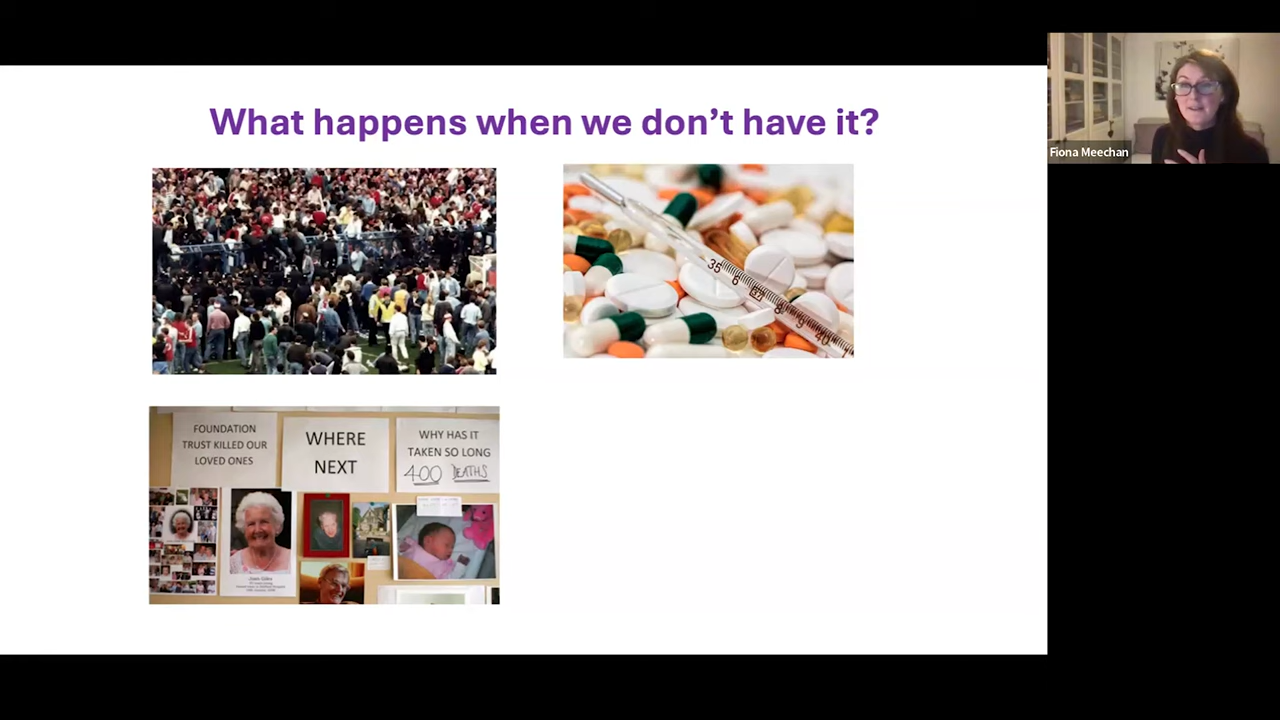 What happens when we don't have it?
Fiona Meechan
35
FOUNDATION
TRUST KILLED OUR
LOVED ONES
WHERE
NEXT
WHY HAS IT
TAKEN SO LONG
400 DEATHS